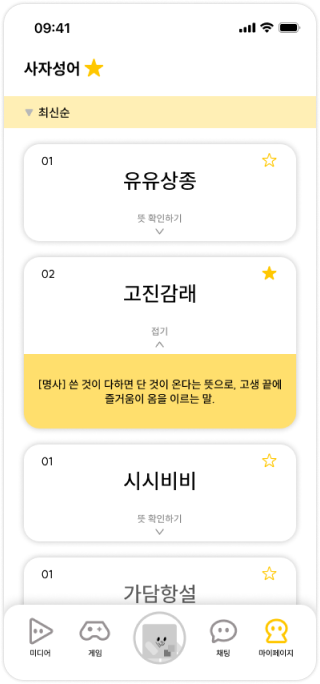 09:41
사자성어
최신순
01
유유상종
뜻 확인하기
02
고진감래
접기
[명사] 쓴 것이 다하면 단 것이 온다는 뜻으로, 고생 끝에
즐거움이 옴을 이르는 말.
01
시시비비
뜻 확인하기
01
가담항설
미디어
게임
채팅
마이페이지